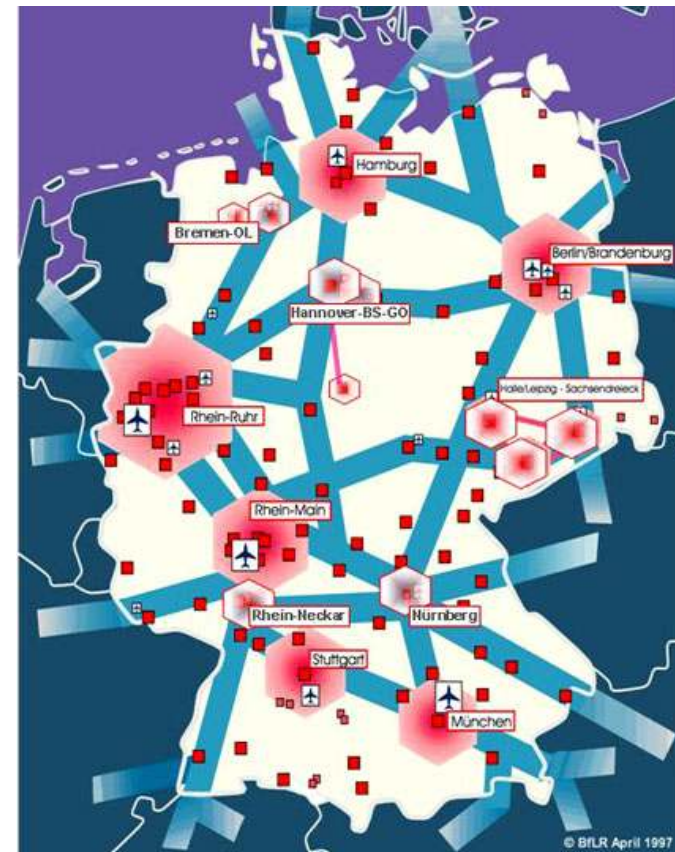 Hamburg
Bremen-OL
Berlin/Brandenburg
Hannover-BS-GO
Halle/Leipzig - Sachsendreieck
Rhein-Ruhr
Rhein-Main
Rhein-Neckar
Nürnberg
Stuttgart
München
© BfLR April 1997